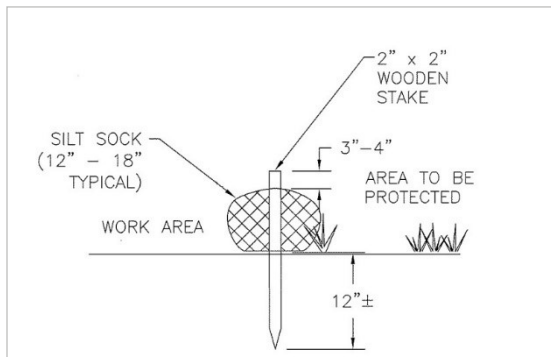 2" x 2"
WOODEN
STAKE
SILT SOCK
(12" – 18"
TYPICAL)
3"–4"
AREA TO BE
PROTECTED
WORK AREA
12"±